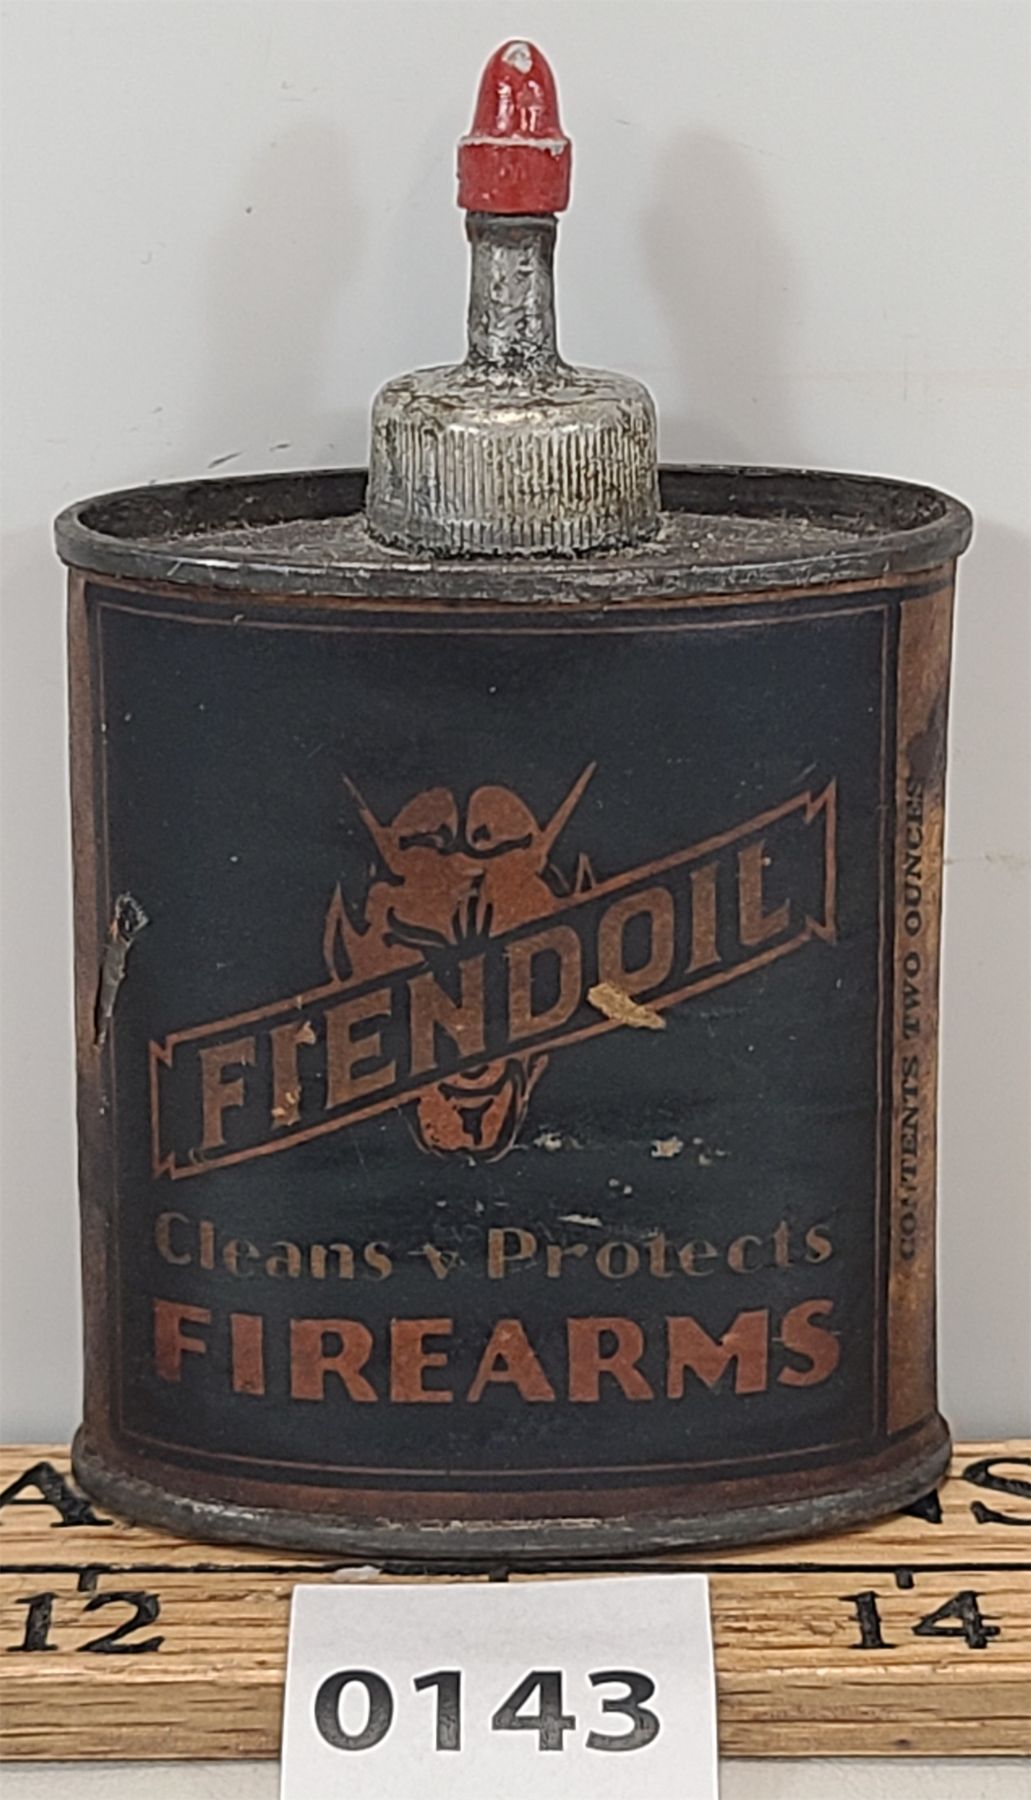 FIENDOIL
Cleans & Protects
FIREARMS
CONTENTS TWO OUNCES
A S
12 14
0143